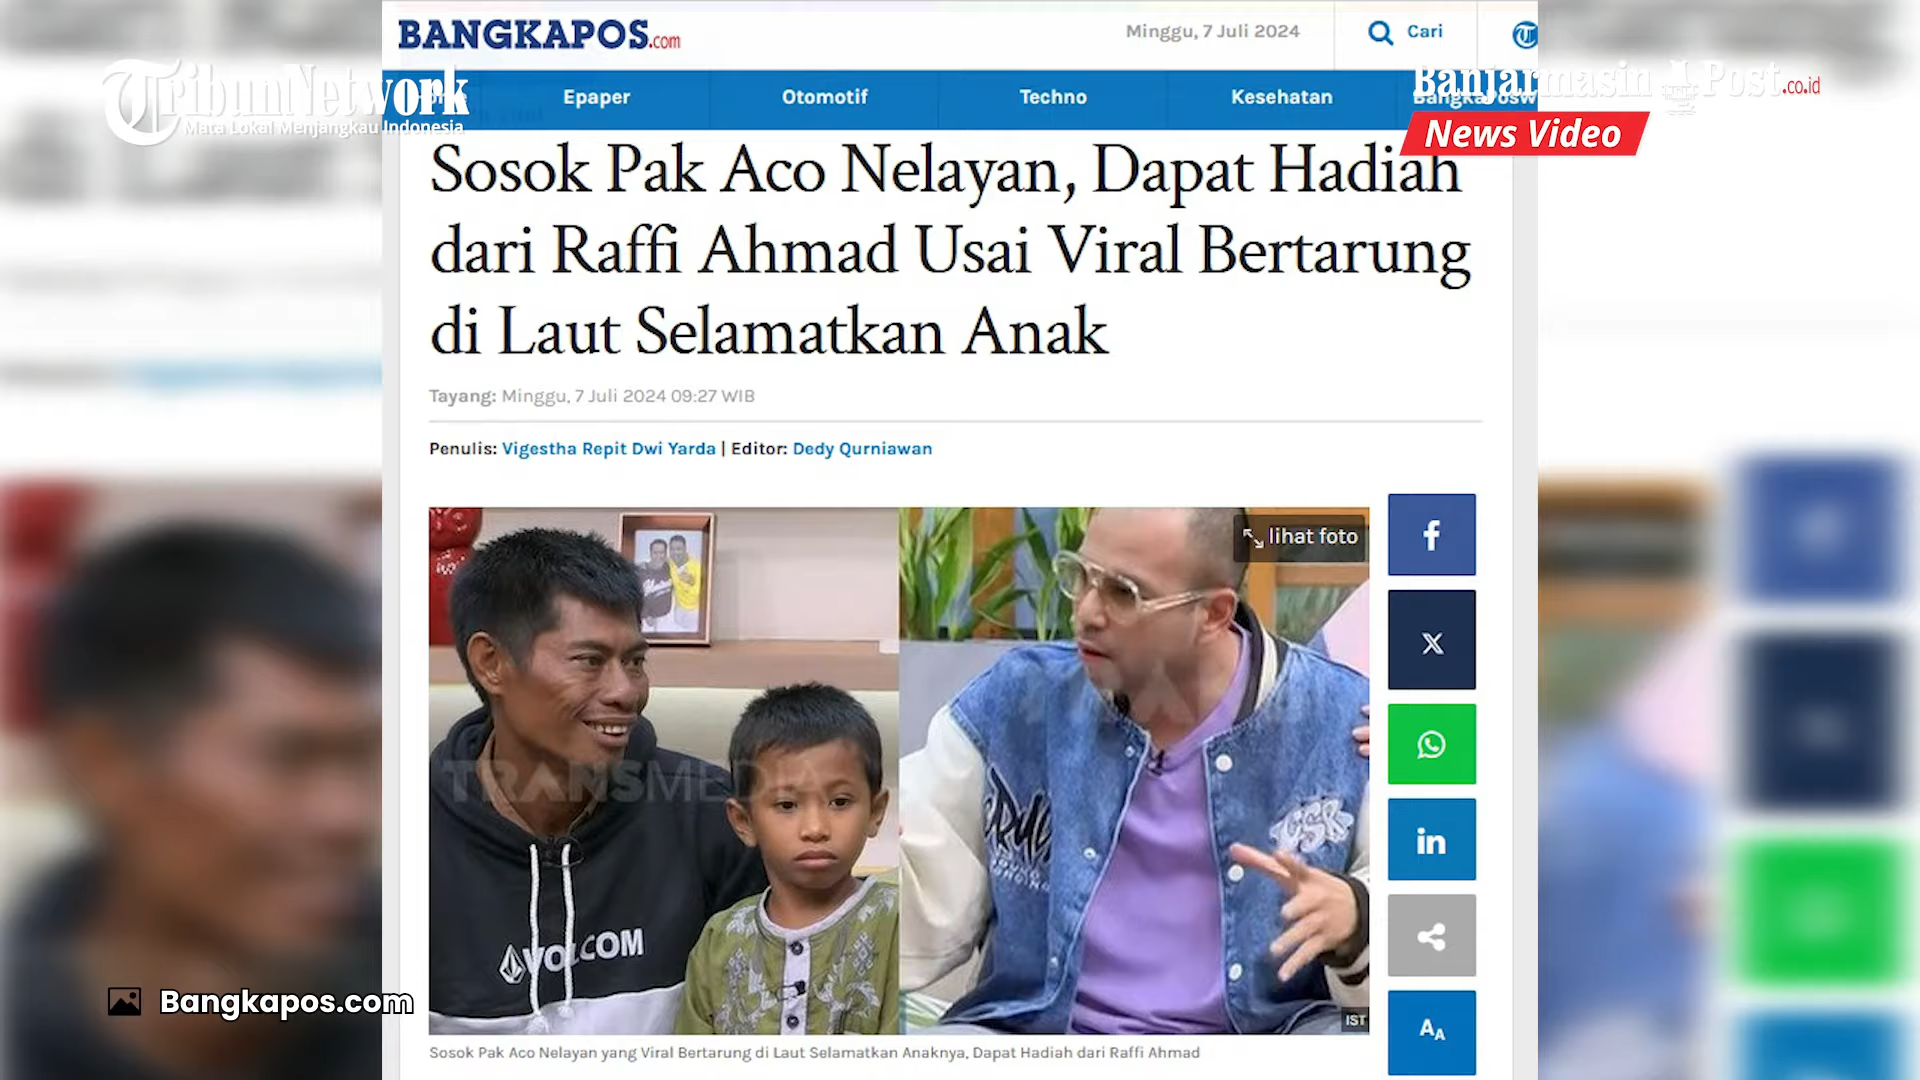 BANGKAPOS.com
Minggu, 7 Juli 2024
Cari
TribunNetwork
Mata Lokal Menjangkau Indonesia
Epaper
Otomotif
Techno
Kesehatan
BangkaPosW
Banjarmasin Post.co.id
News Video
Sosok Pak Aco Nelayan, Dapat Hadiah
dari Raffi Ahmad Usai Viral Bertarung
di Laut Selamatkan Anak
Tayang: Minggu, 7 Juli 2024 09:27 WIB
Penulis: Vigestha Repit Dwi Yarda | Editor: Dedy Qurniawan
lihat foto
TRANSMEDIA
VOLCOM
IST
Bangkapos.com
Sosok Pak Aco Nelayan yang Viral Bertarung di Laut Selamatkan Anaknya, Dapat Hadiah dari Raffi Ahmad